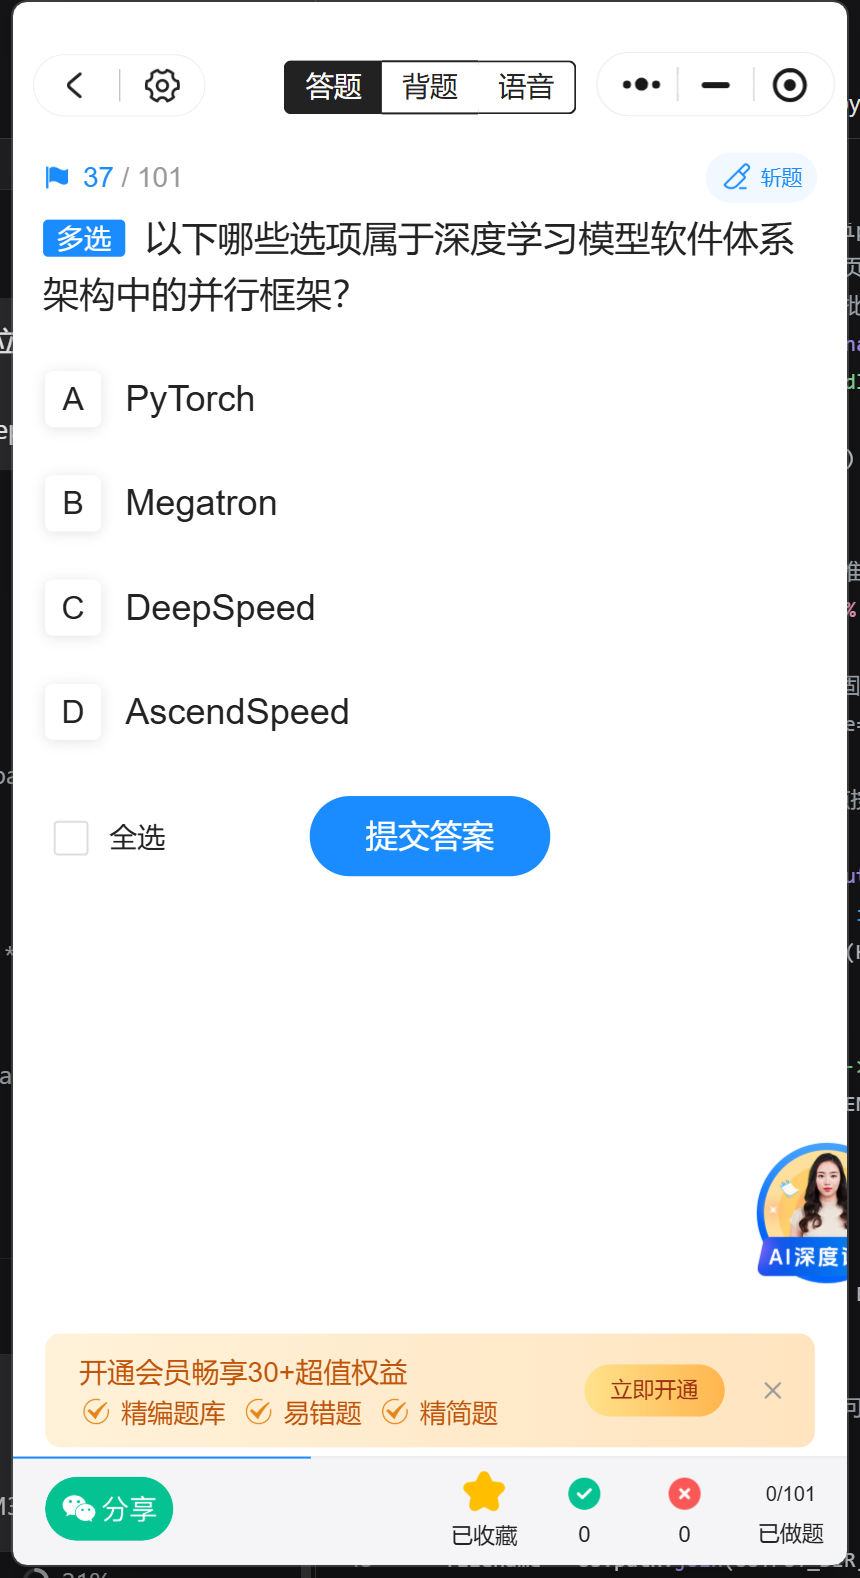 答题
背题
语音
37 / 101
斩题
多选 以下哪些选项属于深度学习模型软件体系
架构中的并行框架?
A PyTorch
B Megatron
C DeepSpeed
D AscendSpeed
全选
提交答案
开通会员畅享30+超值权益
精编题库 易错题 精简题
立即开通
分享
已收藏
0
0
0/101
已做题